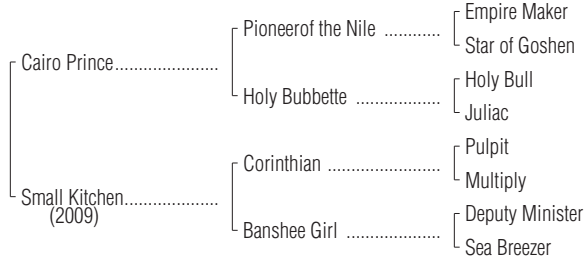 Empire Maker
Pioneerof the Nile ............
Star of Goshen
Cairo Prince.....................
Holy Bull
Holy Bubbette .................
Juliac
Pulpit
Corinthian .......................
Multiply
Small Kitchen...................
(2009)
Deputy Minister
Banshee Girl ...................
Sea Breezer